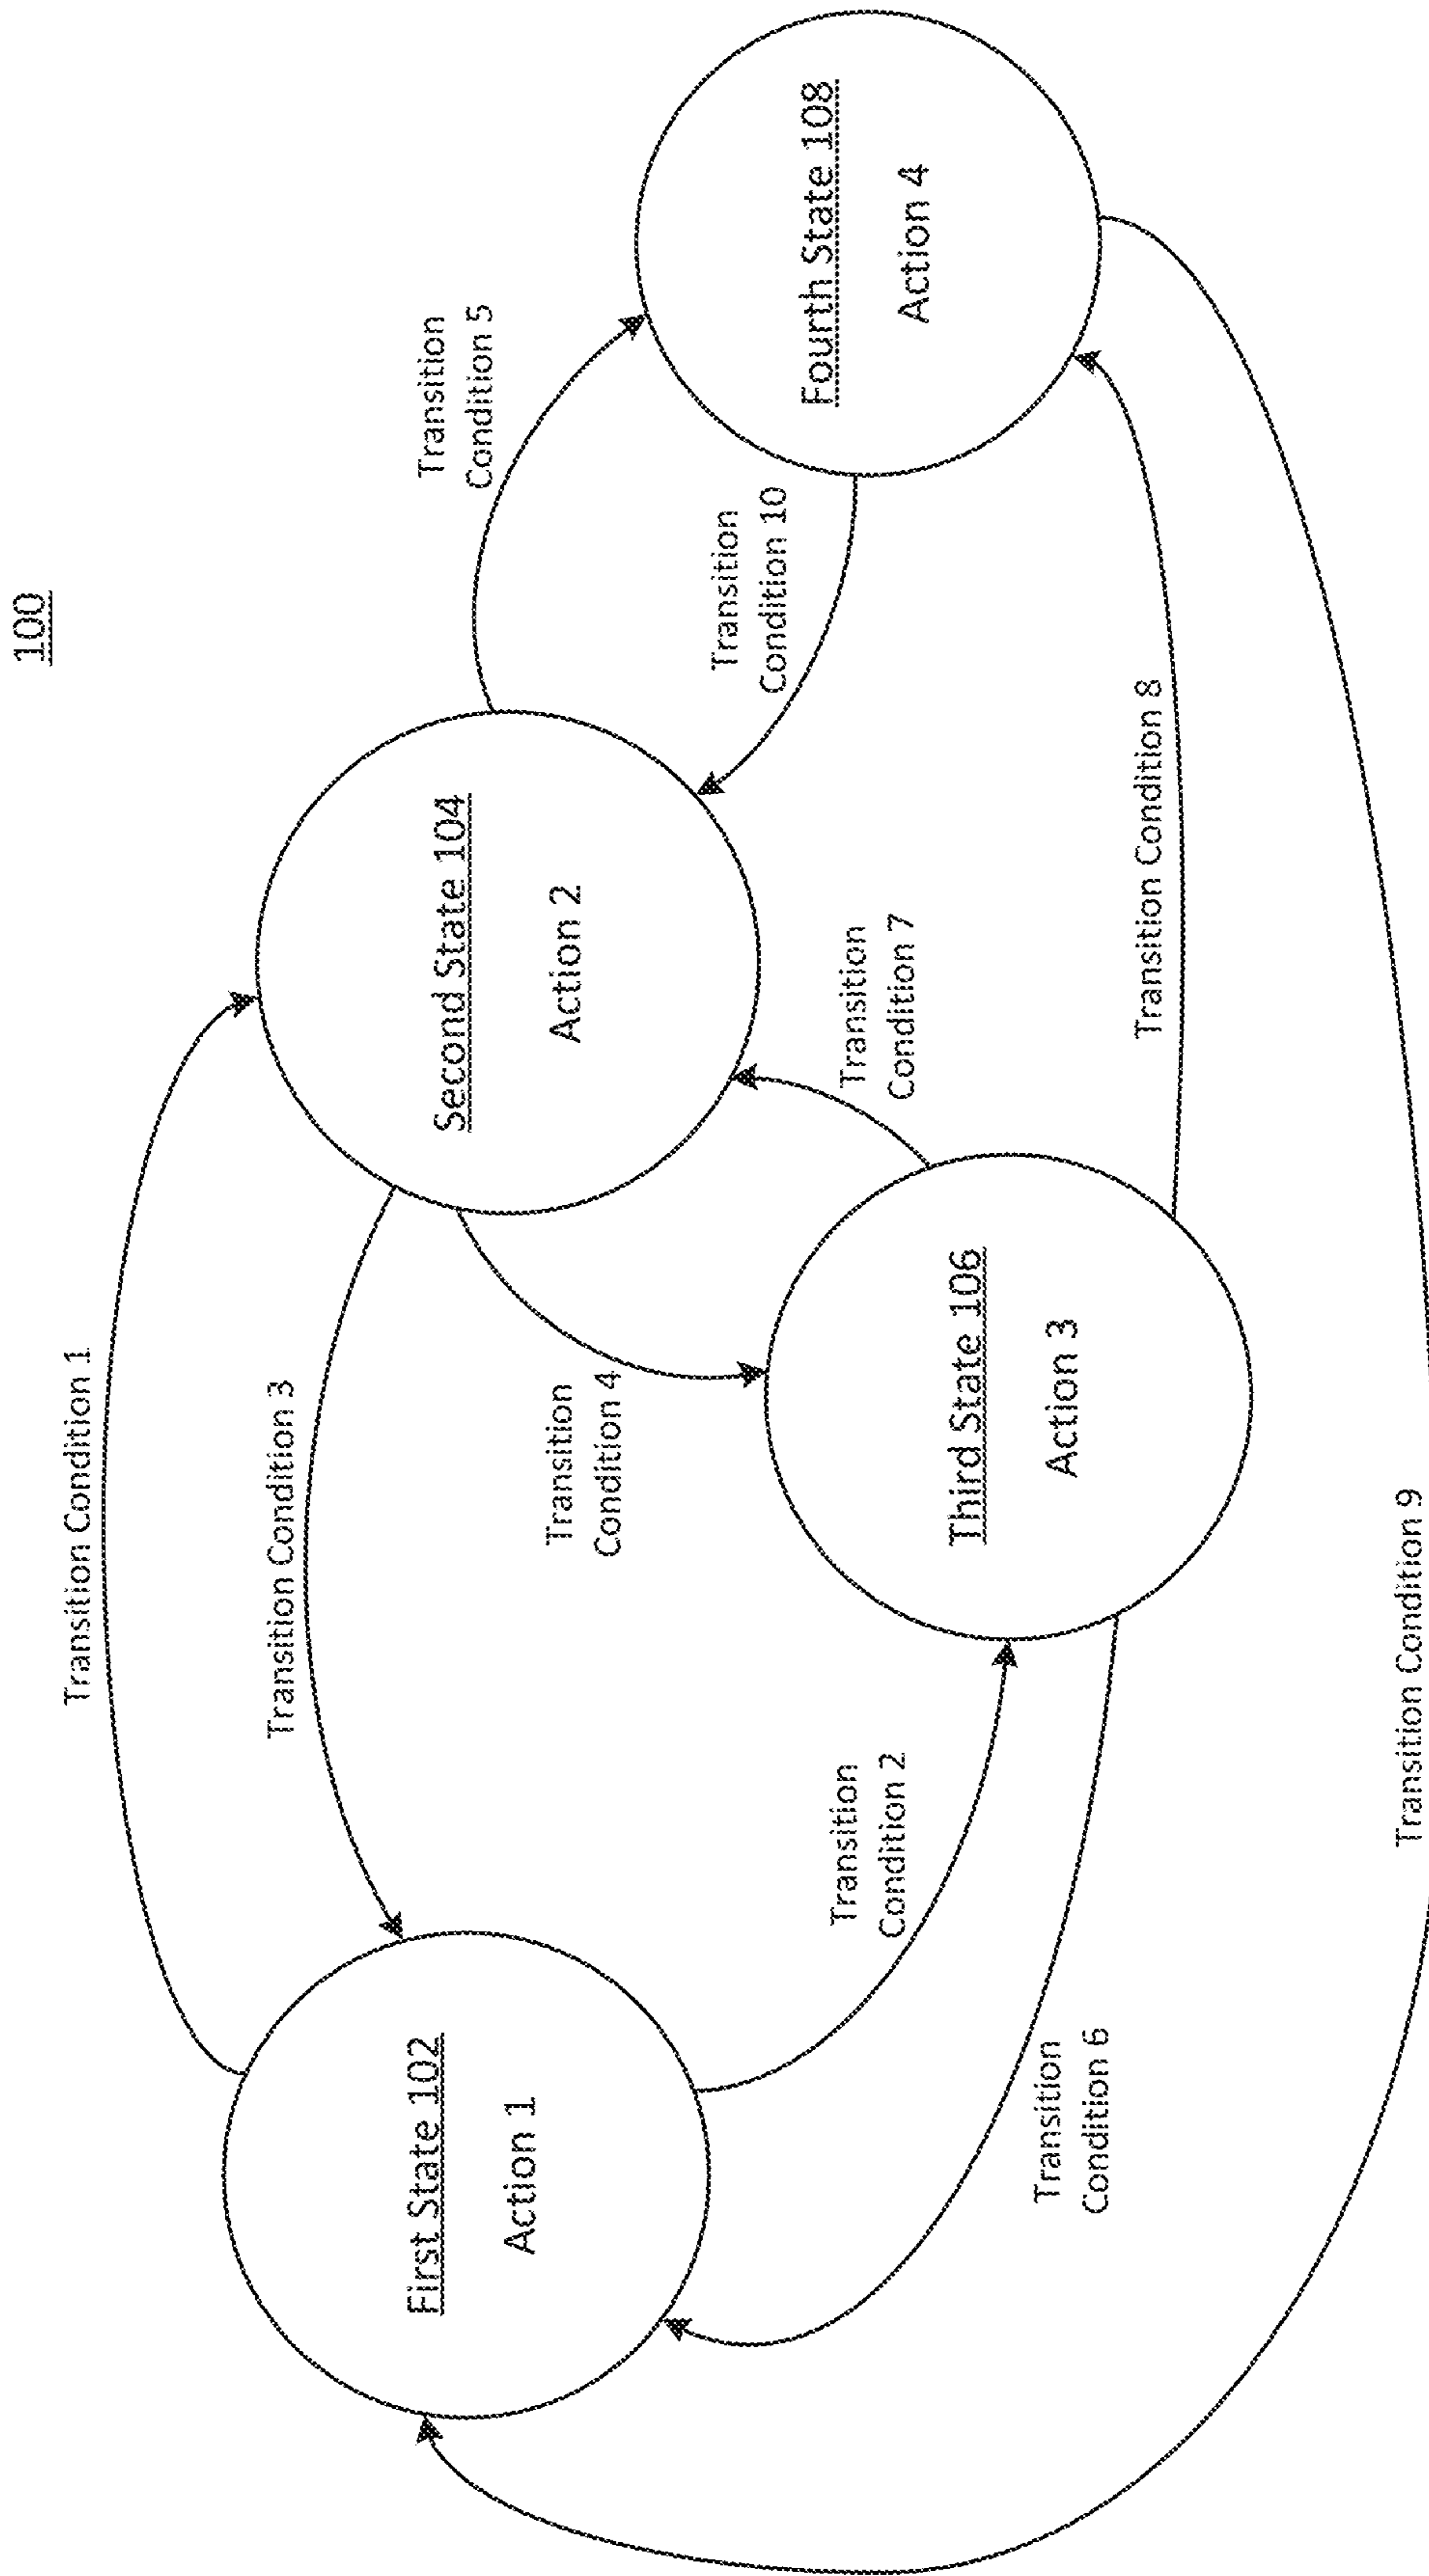 100
Transition Condition 1
Transition Condition 3
First State 102
Action 1
Second State 104
Action 2
Transition
Condition 5
Transition
Condition 4
Transition
Condition 10
Fourth State 108
Action 4
Transition
Condition 2
Transition
Condition 7
Third State 106
Action 3
Transition
Condition 6
Transition Condition 8
Transition Condition 9